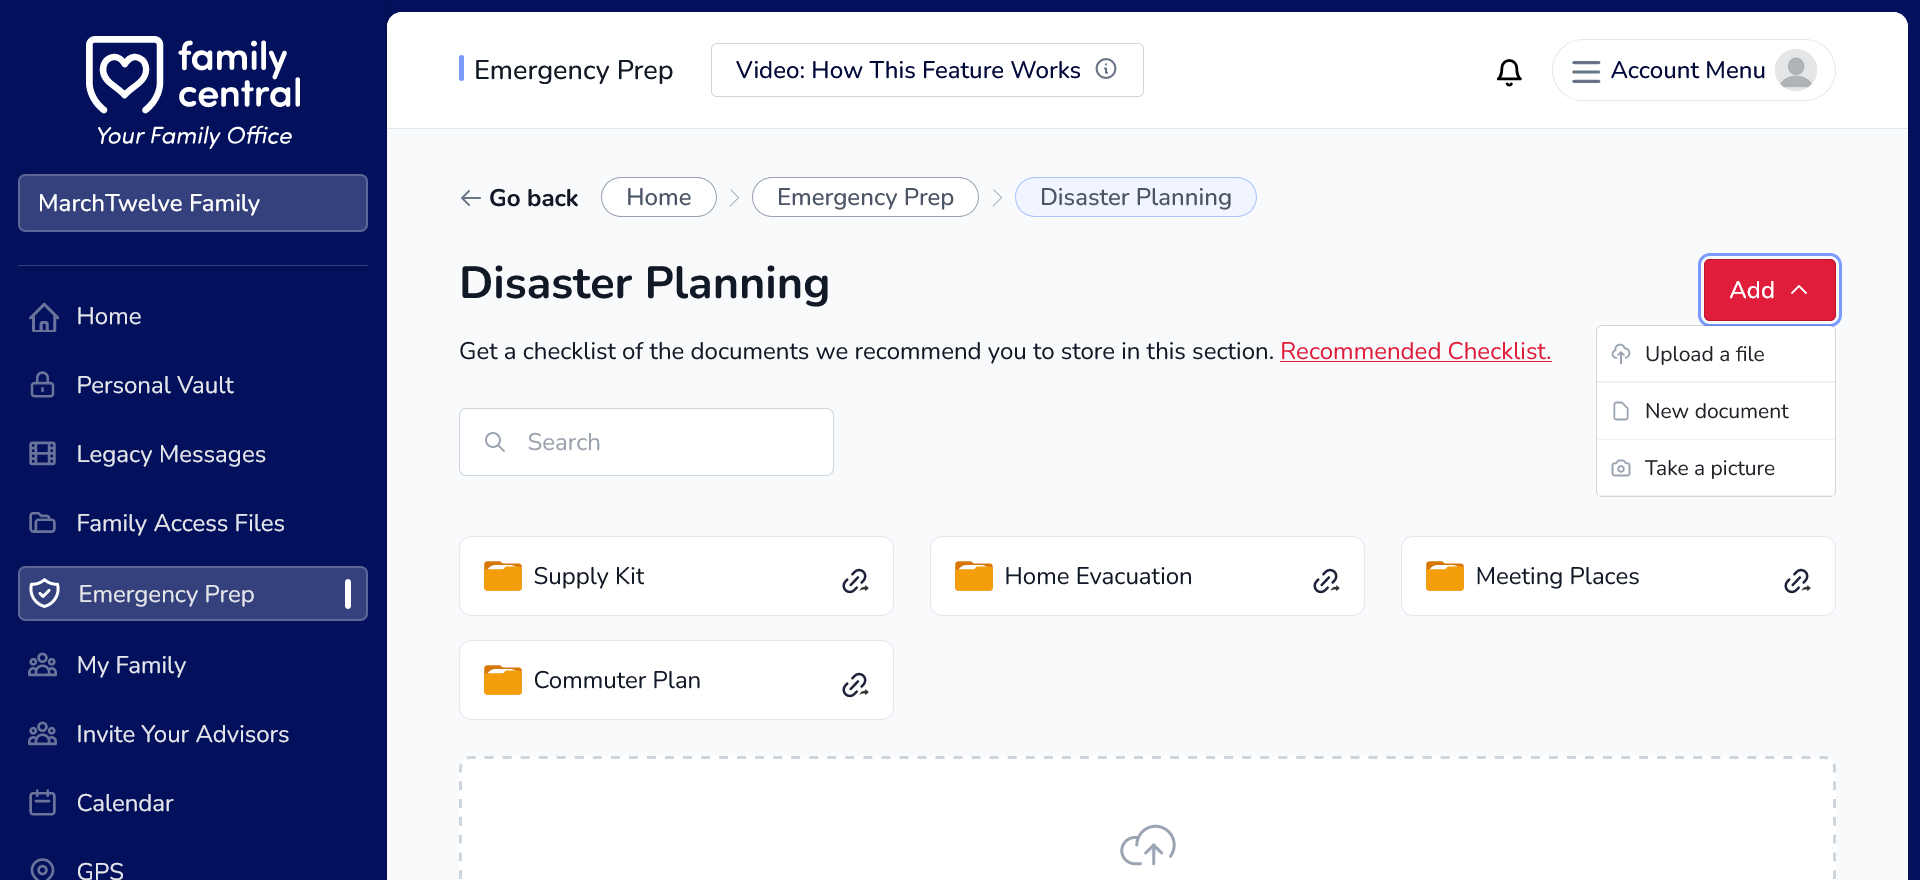 family
central
Your Family Office
MarchTwelve Family
Home
Personal Vault
Legacy Messages
Family Access Files
Emergency Prep
My Family
Invite Your Advisors
Calendar
GPS
Emergency Prep
Video: How This Feature Works
Account Menu
Go back
Home
Emergency Prep
Disaster Planning
Disaster Planning
Add
Get a checklist of the documents we recommend you to store in this section. Recommended Checklist.
Upload a file
New document
Take a picture
Search
Supply Kit
Home Evacuation
Meeting Places
Commuter Plan